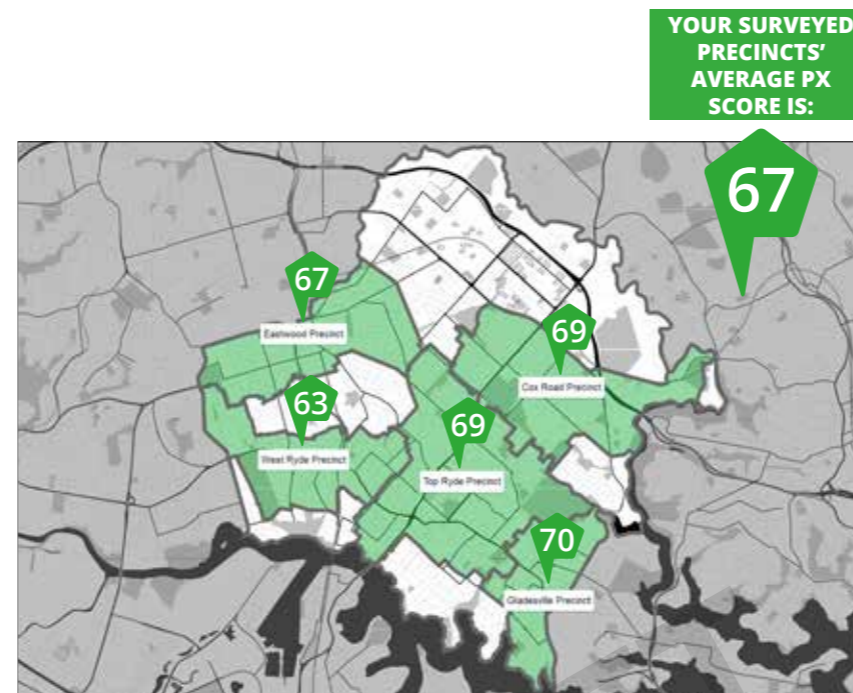 YOUR SURVEYED
PRECINCTS'
AVERAGE PX
SCORE IS:
67
67
Eastwood Precinct
69
Cox Road Precinct
63
West Ryde Precinct
69
Top Ryde Precinct
70
Gladesville Precinct